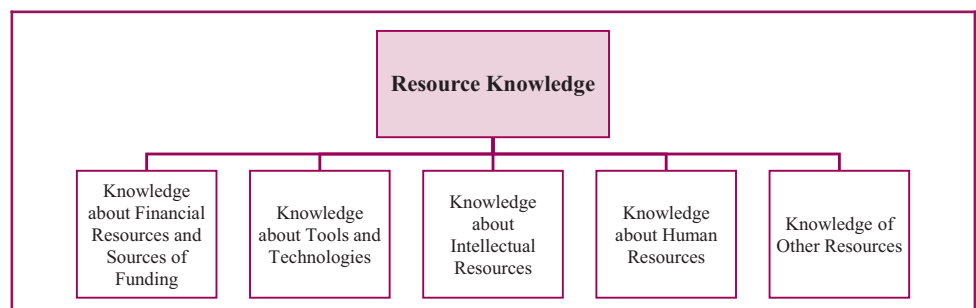 Resource Knowledge
Knowledge
about Financial
Resources and
Sources of
Funding
Knowledge
about Tools and
Technologies
Knowledge
about
Intellectual
Resources
Knowledge
about Human
Resources
Knowledge of
Other Resources